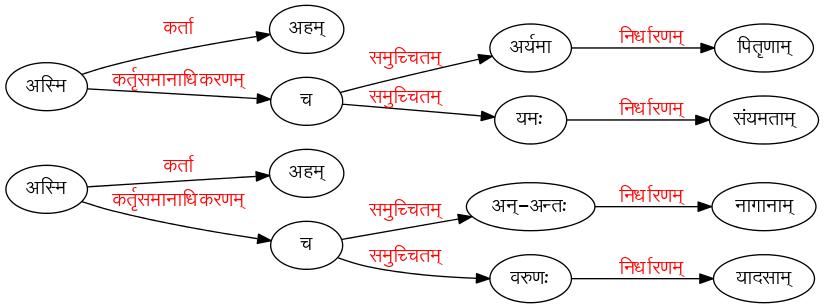 कर्ता
अहम्
अर्यमा
निर्धारणम्
पितॄणाम्
समुच्चितम्
अस्मि
कर्तृसमानाधिकरणम्
च
समुच्चितम्
यमः
निर्धारणम्
संयमताम्
कर्ता
अहम्
अस्मि
कर्तृसमानाधिकरणम्
समुच्चितम्
अन्-अन्तः
निर्धारणम्
नागानाम्
च
समुच्चितम्
वरुणः
निर्धारणम्
यादसाम्